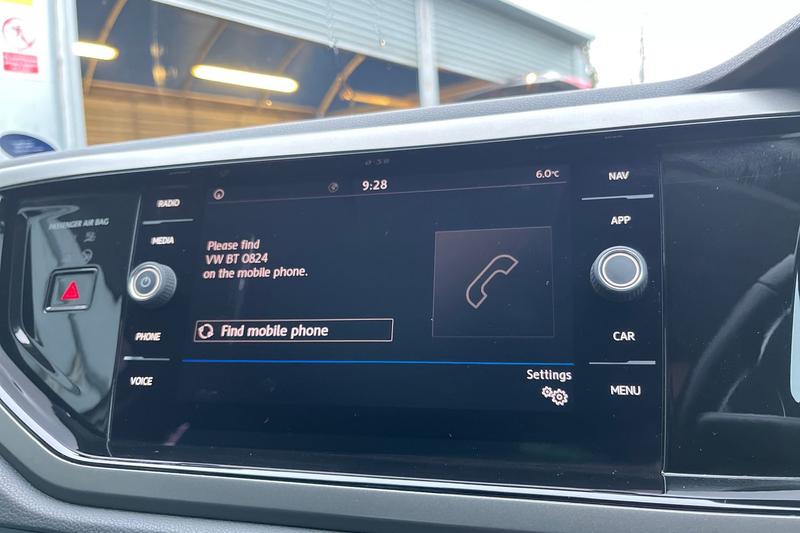 PASSENGER AIR BAG
RADIO
MEDIA
PHONE
VOICE
9:28
6.0°C
Please find
VW BT 0824
on the mobile phone.
Find mobile phone
Settings
NAV
APP
CAR
MENU